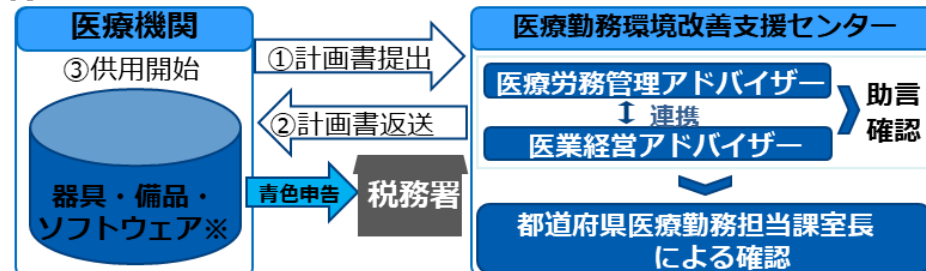 医療機関
③供用開始
器具・備品・
ソフトウェア※
①計画書提出
②計画書返送
青色申告
税務署
医療勤務環境改善支援センター
医療労務管理アドバイザー
連携
医業経営アドバイザー
助言
確認
都道府県医療勤務担当課室長
による確認